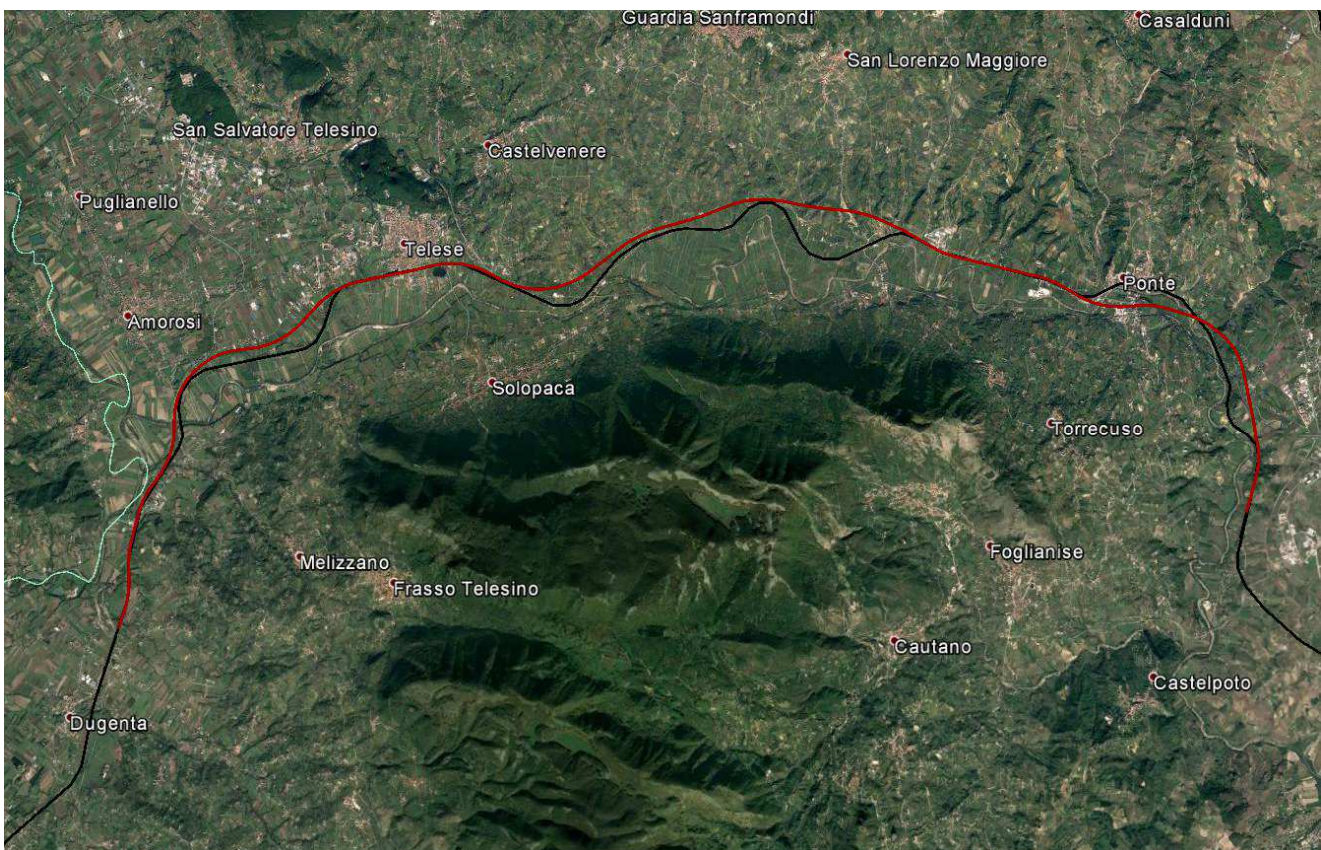 Guardia Sanframondi
Casalduni
San Lorenzo Maggiore
San Salvatore Telesino
Castelvenere
Puglianello
Telese
Ponte
Amorosi
Solopaca
Torrecuso
Foglianise
Melizzano
Frasso Telesino
Cautano
Castelpoto
Dugenta